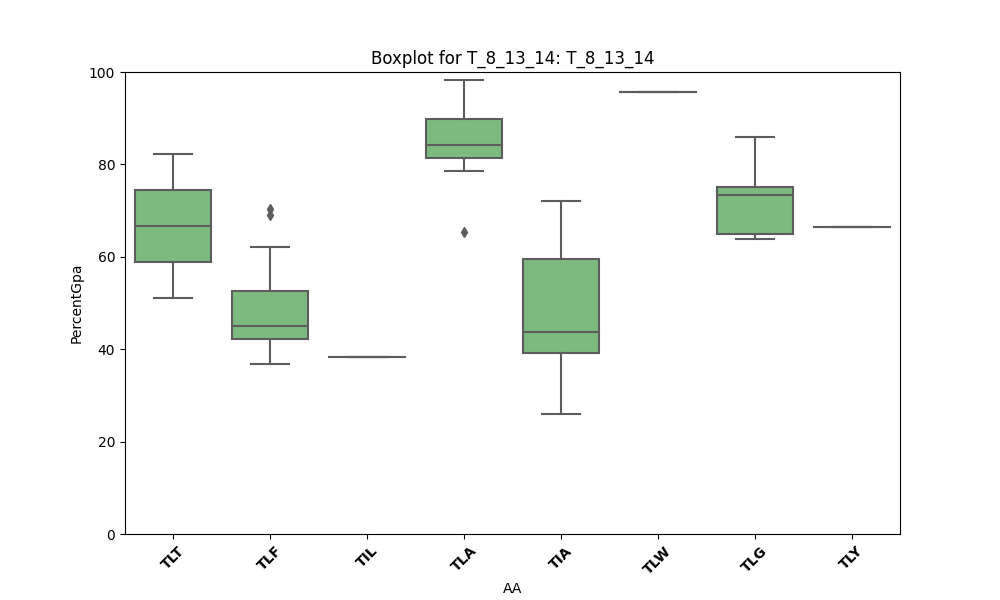 Boxplot for T_8_13_14: T_8_13_14
100
80
60
40
20
0
PercentGpa
TLT
TLF
TIL
TLA
TIA
TLW
TLG
TLY
AA